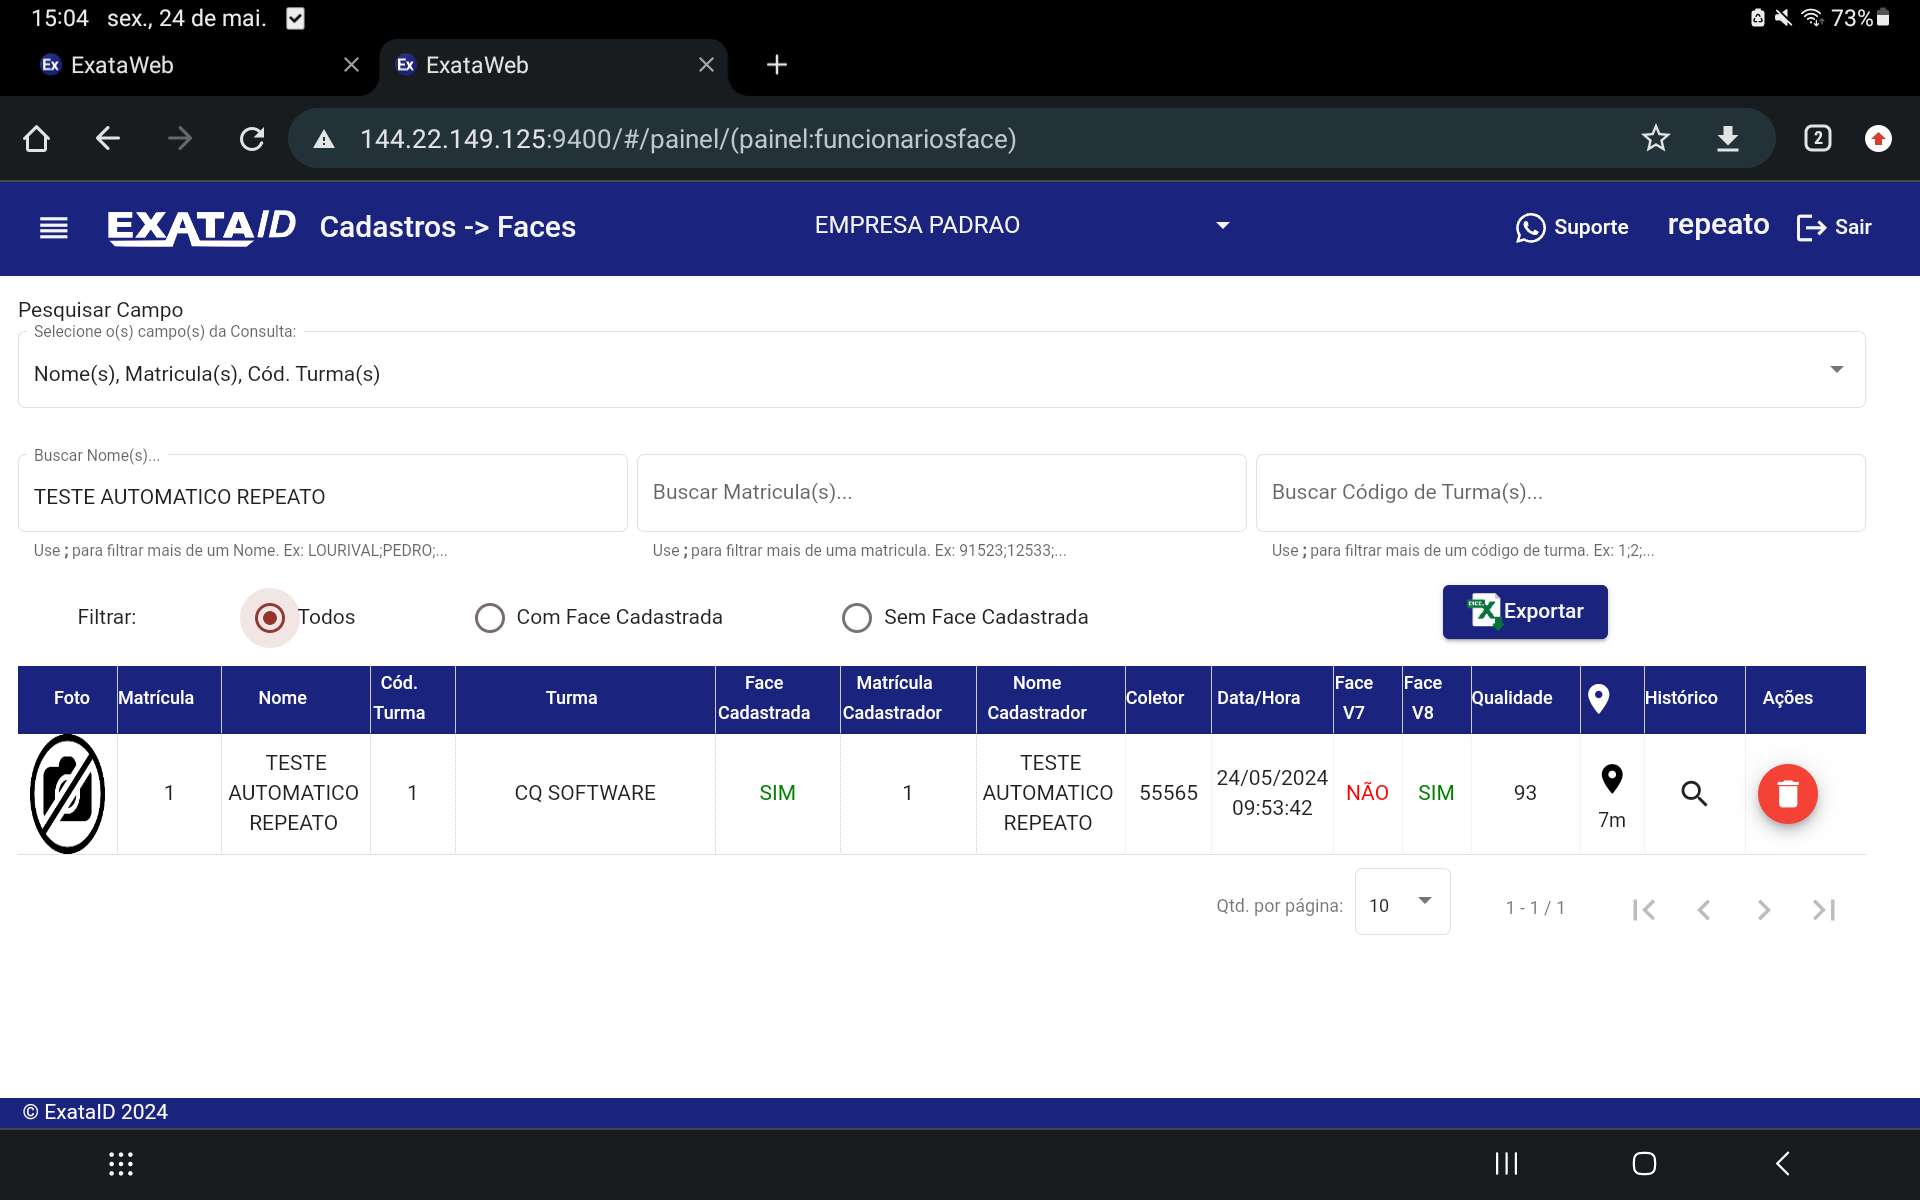 15:04 sex., 24 de mai. 73%
Ex ExataWeb Ex ExataWeb
144.22.149.125:9400/#/painel/(painel:funcionariosface) 2
EXATA/ID Cadastros -> Faces EMPRESA PADRAO Suporte repeato Sair
Pesquisar Campo
Selecione o(s) campo(s) da Consulta:
Nome(s), Matricula(s), Cód. Turma(s)
Buscar Nome(s)...
TESTE AUTOMATICO REPEATO Buscar Matricula(s)... Buscar Código de Turma(s)...
Use ; para filtrar mais de um Nome. Ex: LOURIVAL;PEDRO;... Use ; para filtrar mais de uma matricula. Ex: 91523;12533;... Use ; para filtrar mais de um código de turma. Ex: 1;2;...
Filtrar: Todos Com Face Cadastrada Sem Face Cadastrada Exportar
Foto Matrícula Nome Cód. Turma Turma Face Cadastrada Matrícula Cadastrador Nome Cadastrador Coletor Data/Hora Face V7 Face V8 Qualidade Histórico Ações
1 TESTE AUTOMATICO REPEATO 1 CQ SOFTWARE SIM 1 TESTE AUTOMATICO REPEATO 55565 24/05/2024 09:53:42 NÃO SIM 93 7m
Qtd. por página: 10 1 - 1 / 1
© ExataID 2024